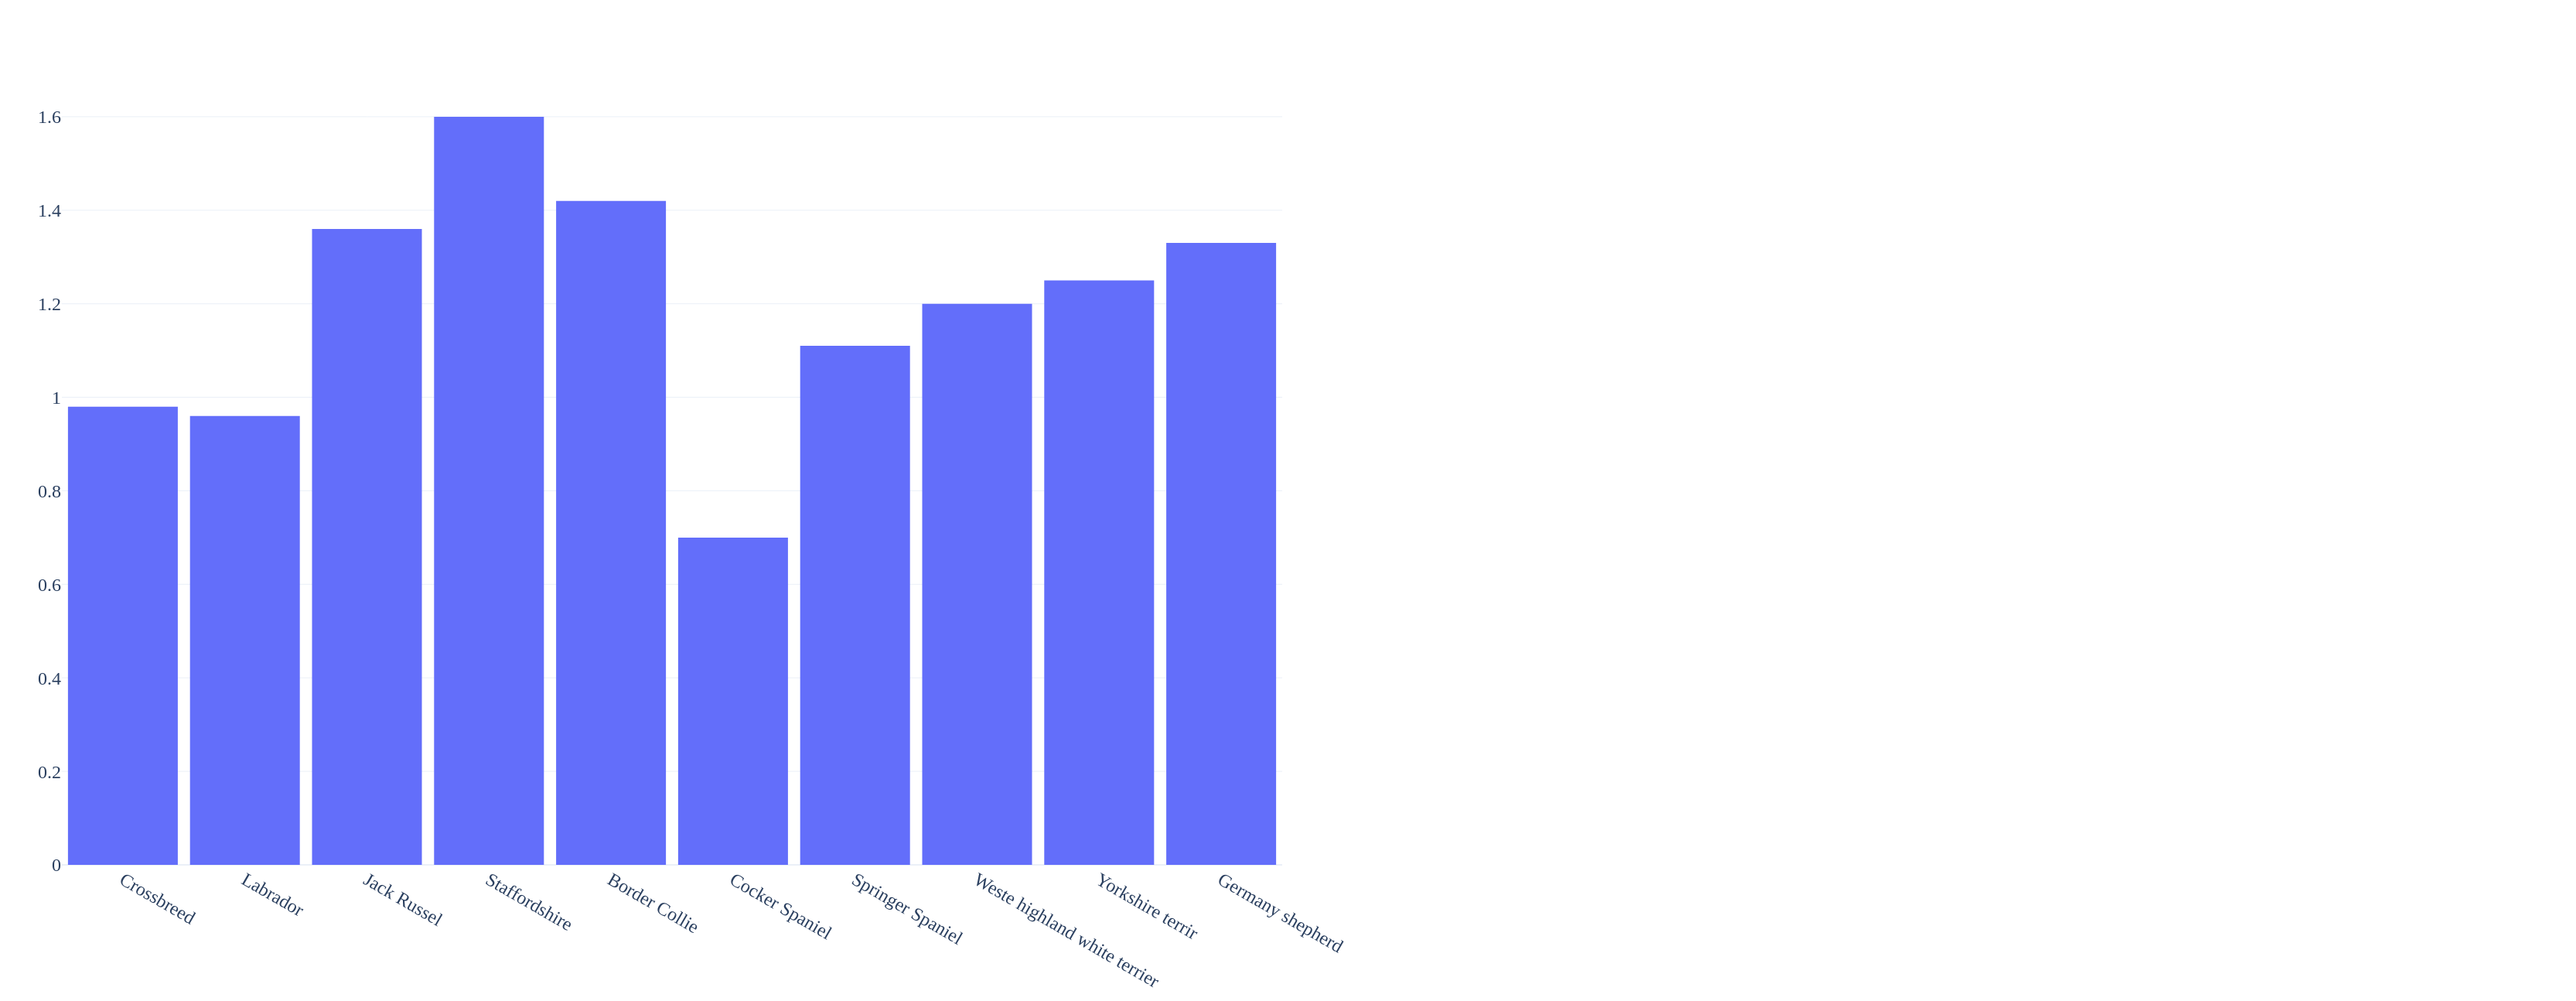 1.6
1.4
1.2
1
0.8
0.6
0.4
0.2
0
Crossbreed
Labrador
Jack Russel
Staffordshire
Border Collie
Cocker Spaniel
Springer Spaniel
Weste highland white terrier
Yorkshire terrir
Germany shepherd